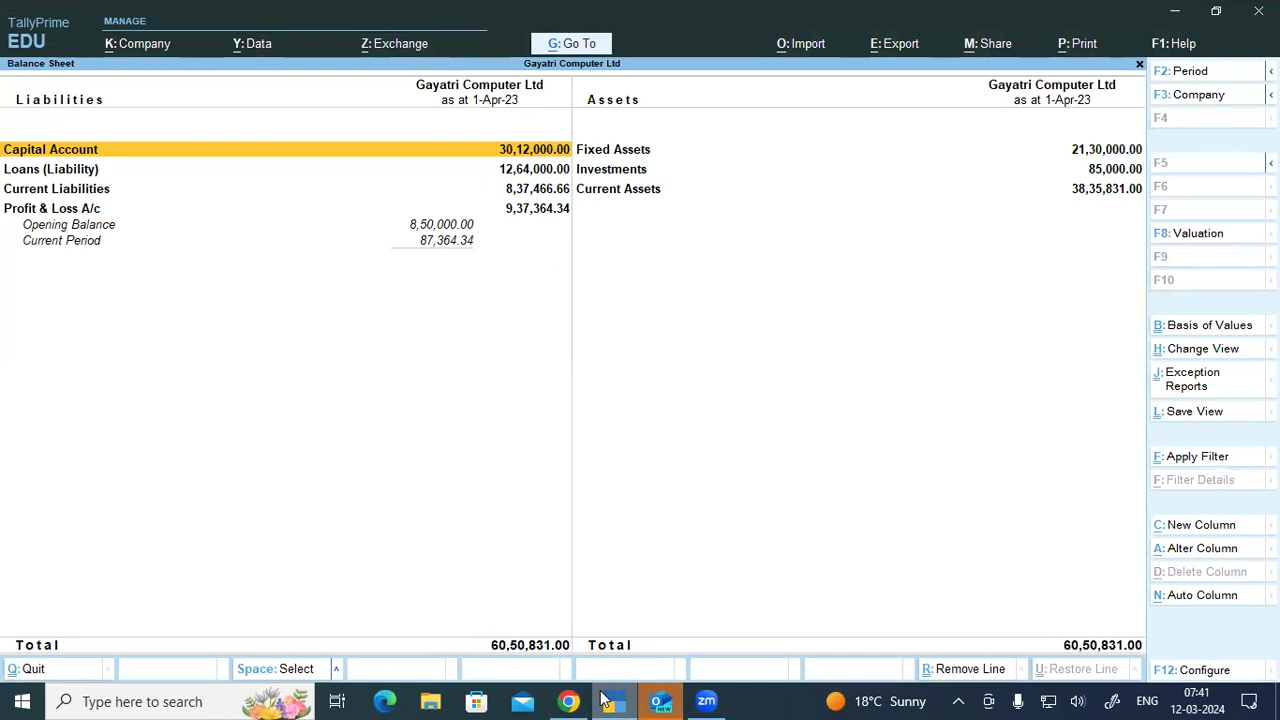 TallyPrime
EDU
MANAGE
K: Company
Y: Data
Z: Exchange
G: Go To
O: Import
E: Export
M: Share
P: Print
F1: Help
Balance Sheet
Gayatri Computer Ltd
Liabilities
Gayatri Computer Ltd
as at 1-Apr-23
Assets
Gayatri Computer Ltd
as at 1-Apr-23
Capital Account 30,12,000.00
Loans (Liability) 12,64,000.00
Current Liabilities 8,37,466.66
Profit & Loss A/c 9,37,364.34
Opening Balance 8,50,000.00
Current Period 87,364.34
Fixed Assets 21,30,000.00
Investments 85,000.00
Current Assets 38,35,831.00
Total 60,50,831.00
Total 60,50,831.00
F2: Period
F3: Company
F4
F5
F6
F7
F8: Valuation
F9
F10
B: Basis of Values
H: Change View
J: Exception
Reports
L: Save View
F: Apply Filter
F: Filter Details
C: New Column
A: Alter Column
D: Delete Column
N: Auto Column
F12: Configure
Q: Quit
Space: Select
R: Remove Line
U: Restore Line
Type here to search
NEW
18°C Sunny
ENG
07:41
12-03-2024
zm